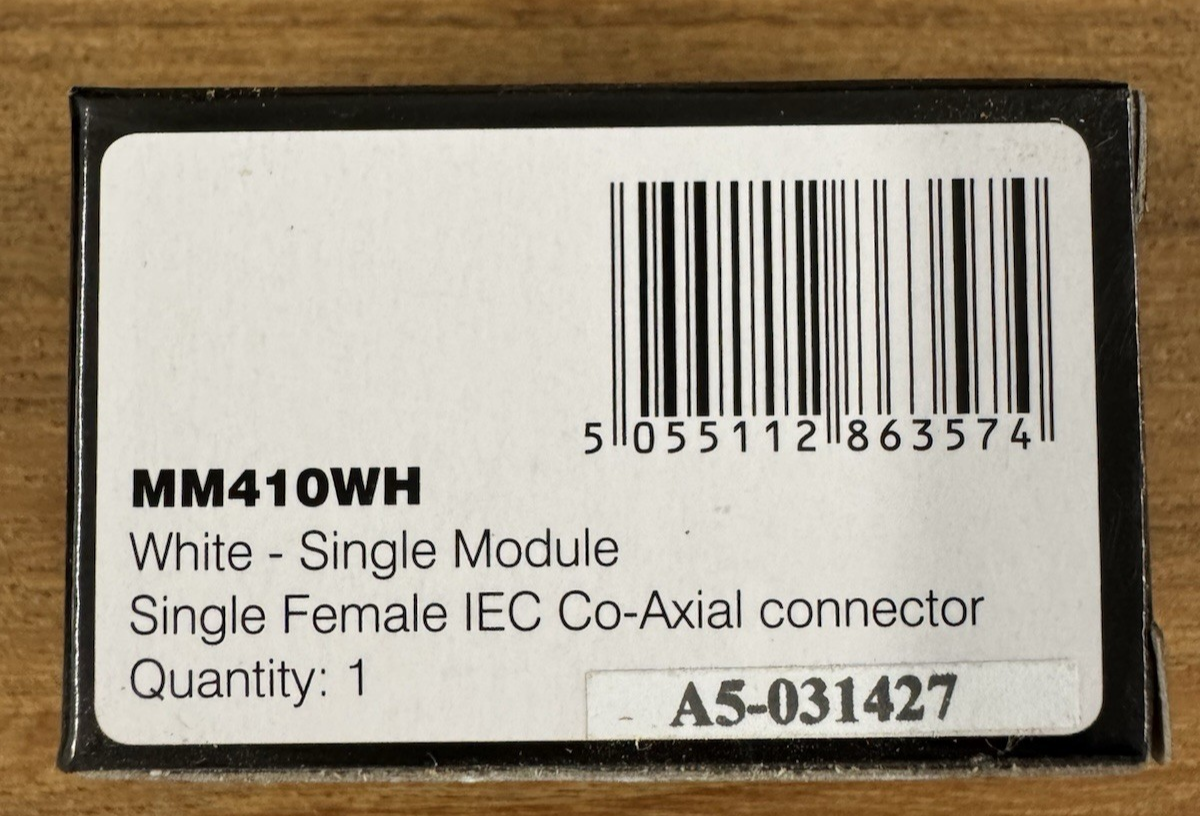 5 055112 863574
MM410WH
White - Single Module
Single Female IEC Co-Axial connector
Quantity: 1
A5-031427